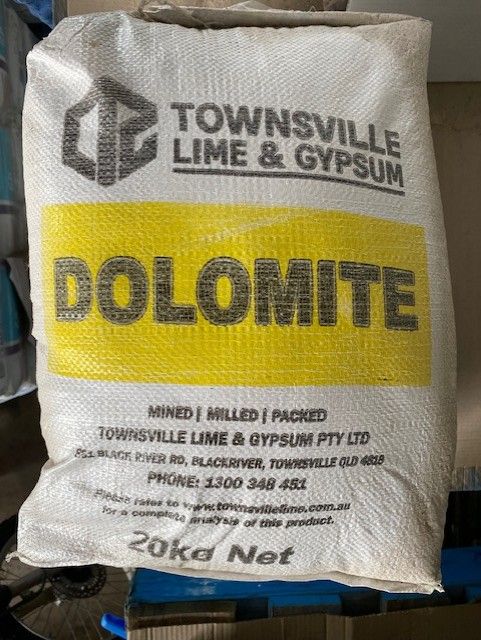 TOWNSVILLE
LIME & GYPSUM
DOLOMITE
MINED | MILLED | PACKED
TOWNSVILLE LIME & GYPSUM PTY LTD
BLACK RIVER RD, BLACKRIVER, TOWNSVILLE QLD 4818
PHONE: 1300 348 451
Please refer to www.townsvillelime.com.au
for a complete analysis of this product.
20kg Net